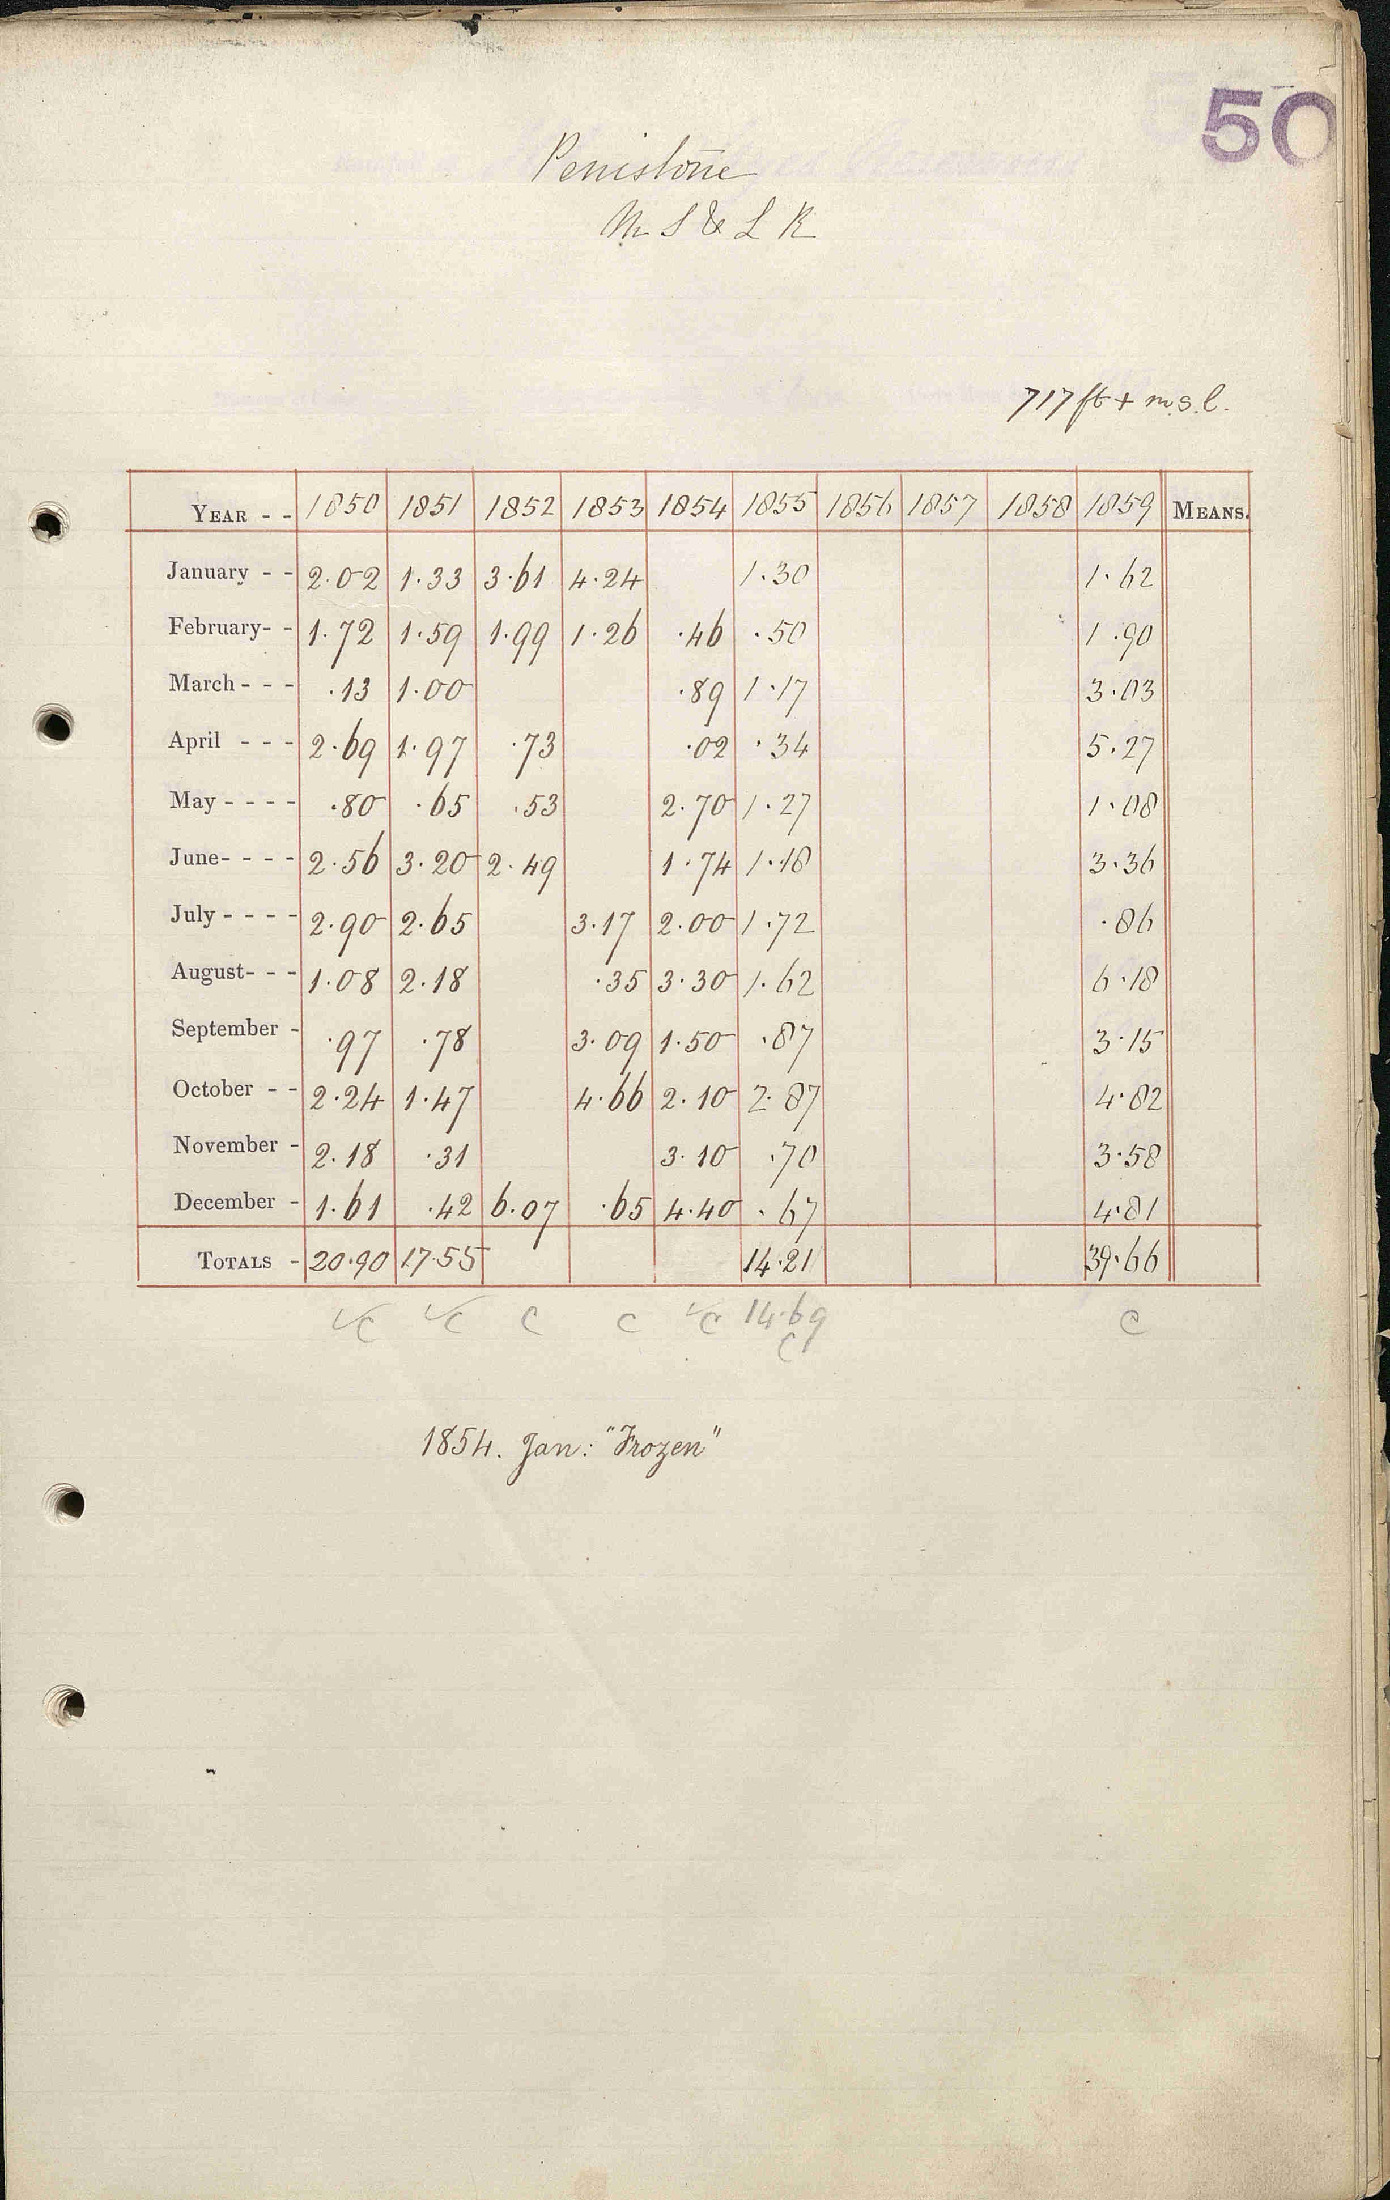 50
Penistone
M S & L R
717 ft + m.s.l.
YEAR - - 1850 1851 1852 1853 1854 1855 1856 1857 1858 1859 MEANS.
January - - 2.02 1.33 3.61 4.24 1.30 1.62
February- - 1.72 1.59 1.99 1.26 .46 .50 1.90
March - - - .13 1.00 .89 1.17 3.03
April - - - 2.69 1.97 .73 .02 .34 5.27
May - - - - .80 .65 .53 2.70 1.27 1.08
June- - - - 2.56 3.20 2.49 1.74 1.18 3.36
July - - - - 2.90 2.65 3.17 2.00 1.72 .86
August- - - 1.08 2.18 .35 3.30 1.62 6.18
September - .97 .78 3.09 1.50 .87 3.15
October - - 2.24 1.47 4.66 2.10 2.87 4.82
November - 2.18 .31 3.10 .70 3.58
December - 1.61 .42 6.07 .65 4.40 .67 4.81
TOTALS - 20.90 17.55 14.21 39.66
✓C ✓C C C ✓C 14.69 C
C
1854. Jan: "Frozen"